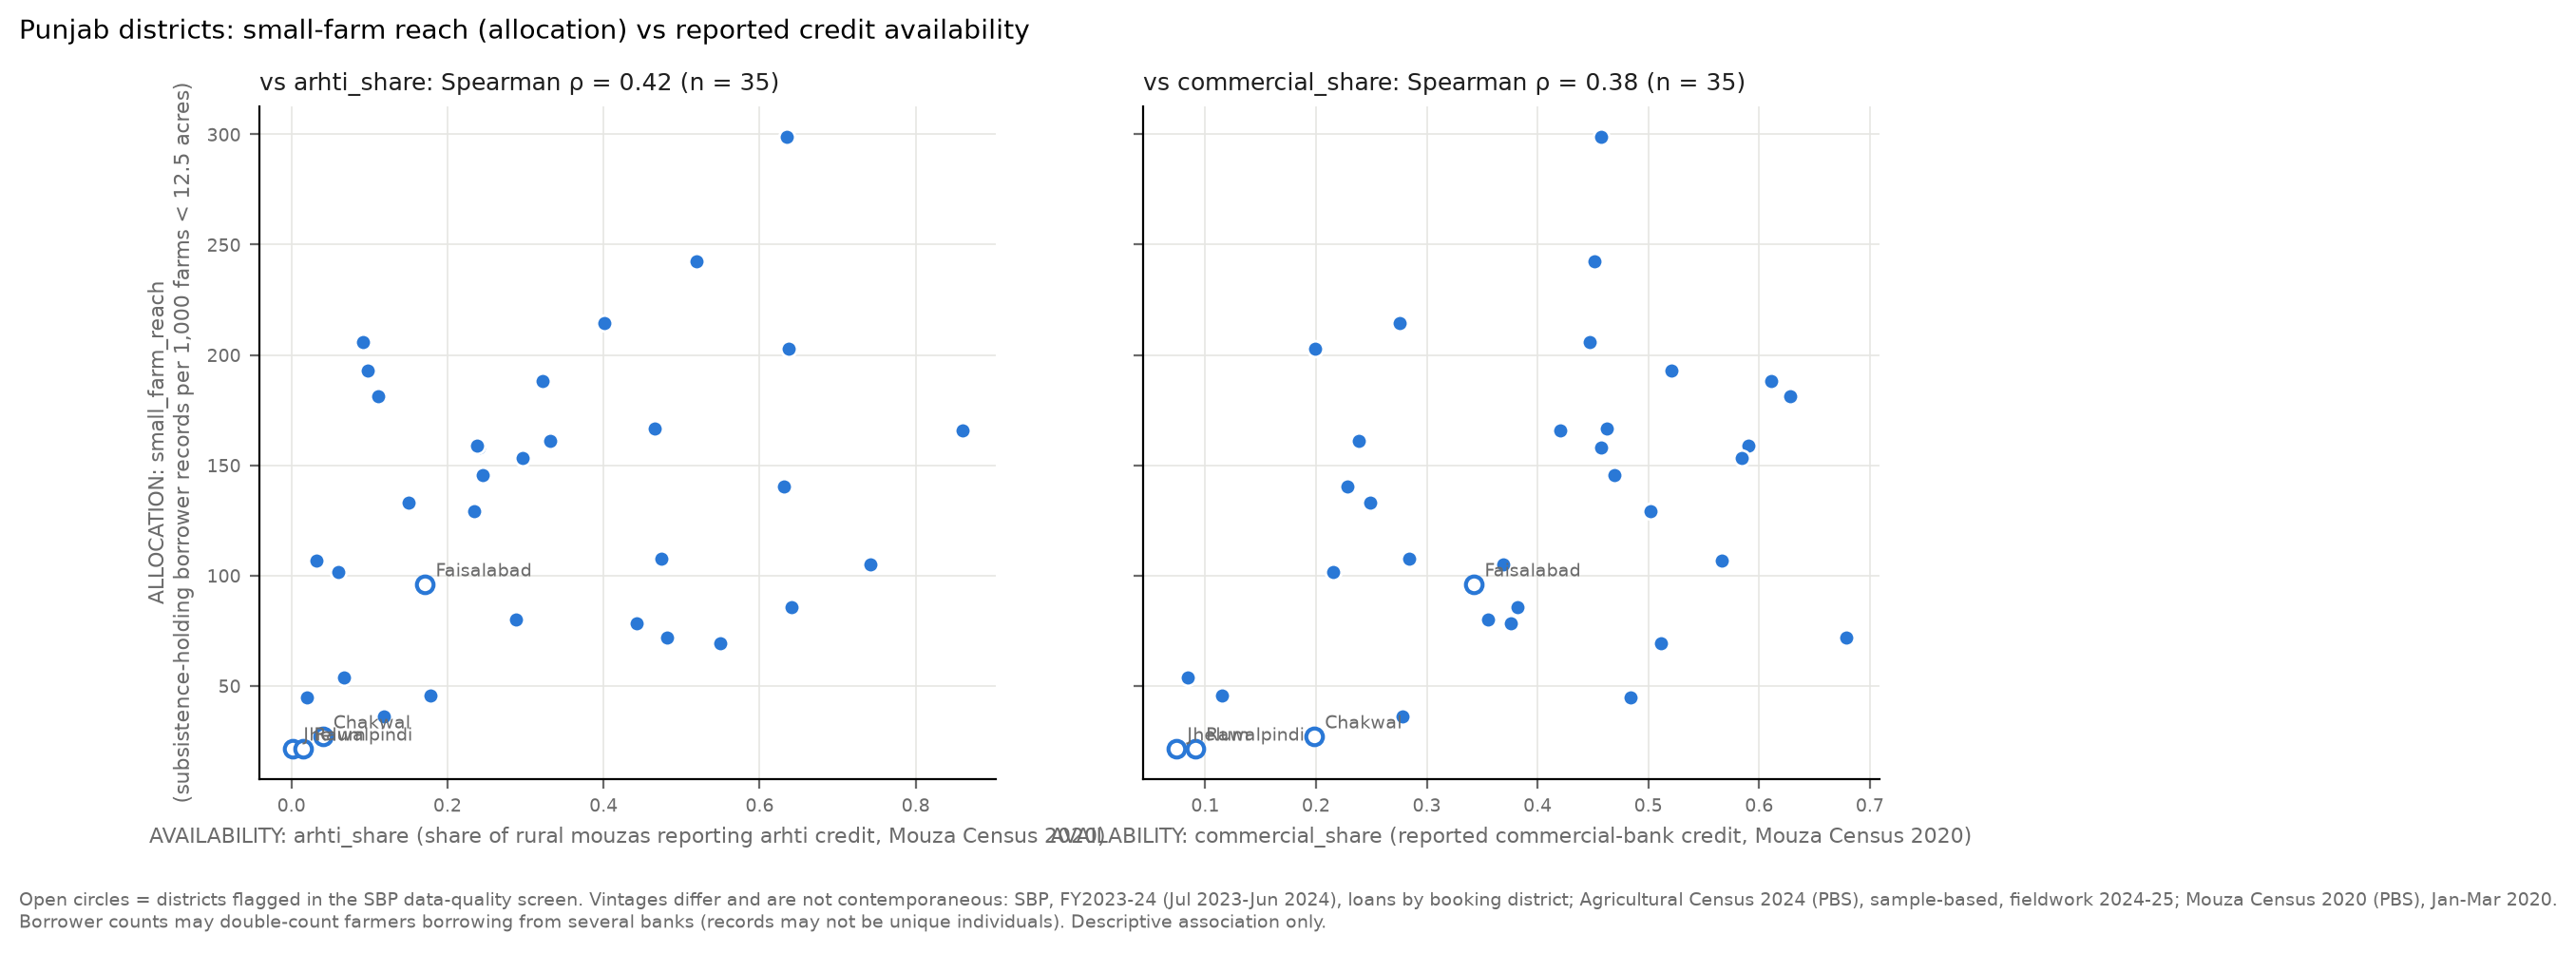 Punjab districts: small-farm reach (allocation) vs reported credit availability
vs arhti_share: Spearman ρ = 0.42 (n = 35)
ALLOCATION: small_farm_reach
(subsistence-holding borrower records per 1,000 farms < 12.5 acres)
300
250
200
150
100
50
Faisalabad
Chakwal
Jhelum
Rawalpindi
0.0 0.2 0.4 0.6 0.8
AVAILABILITY: arhti_share (share of rural mouzas reporting arhti credit, Mouza Census 2020)
vs commercial_share: Spearman ρ = 0.38 (n = 35)
Faisalabad
Chakwal
Jhelum
Rawalpindi
0.1 0.2 0.3 0.4 0.5 0.6 0.7
AVAILABILITY: commercial_share (reported commercial-bank credit, Mouza Census 2020)
Open circles = districts flagged in the SBP data-quality screen. Vintages differ and are not contemporaneous: SBP, FY2023-24 (Jul 2023-Jun 2024), loans by booking district; Agricultural Census 2024 (PBS), sample-based, fieldwork 2024-25; Mouza Census 2020 (PBS), Jan-Mar 2020.
Borrower counts may double-count farmers borrowing from several banks (records may not be unique individuals). Descriptive association only.